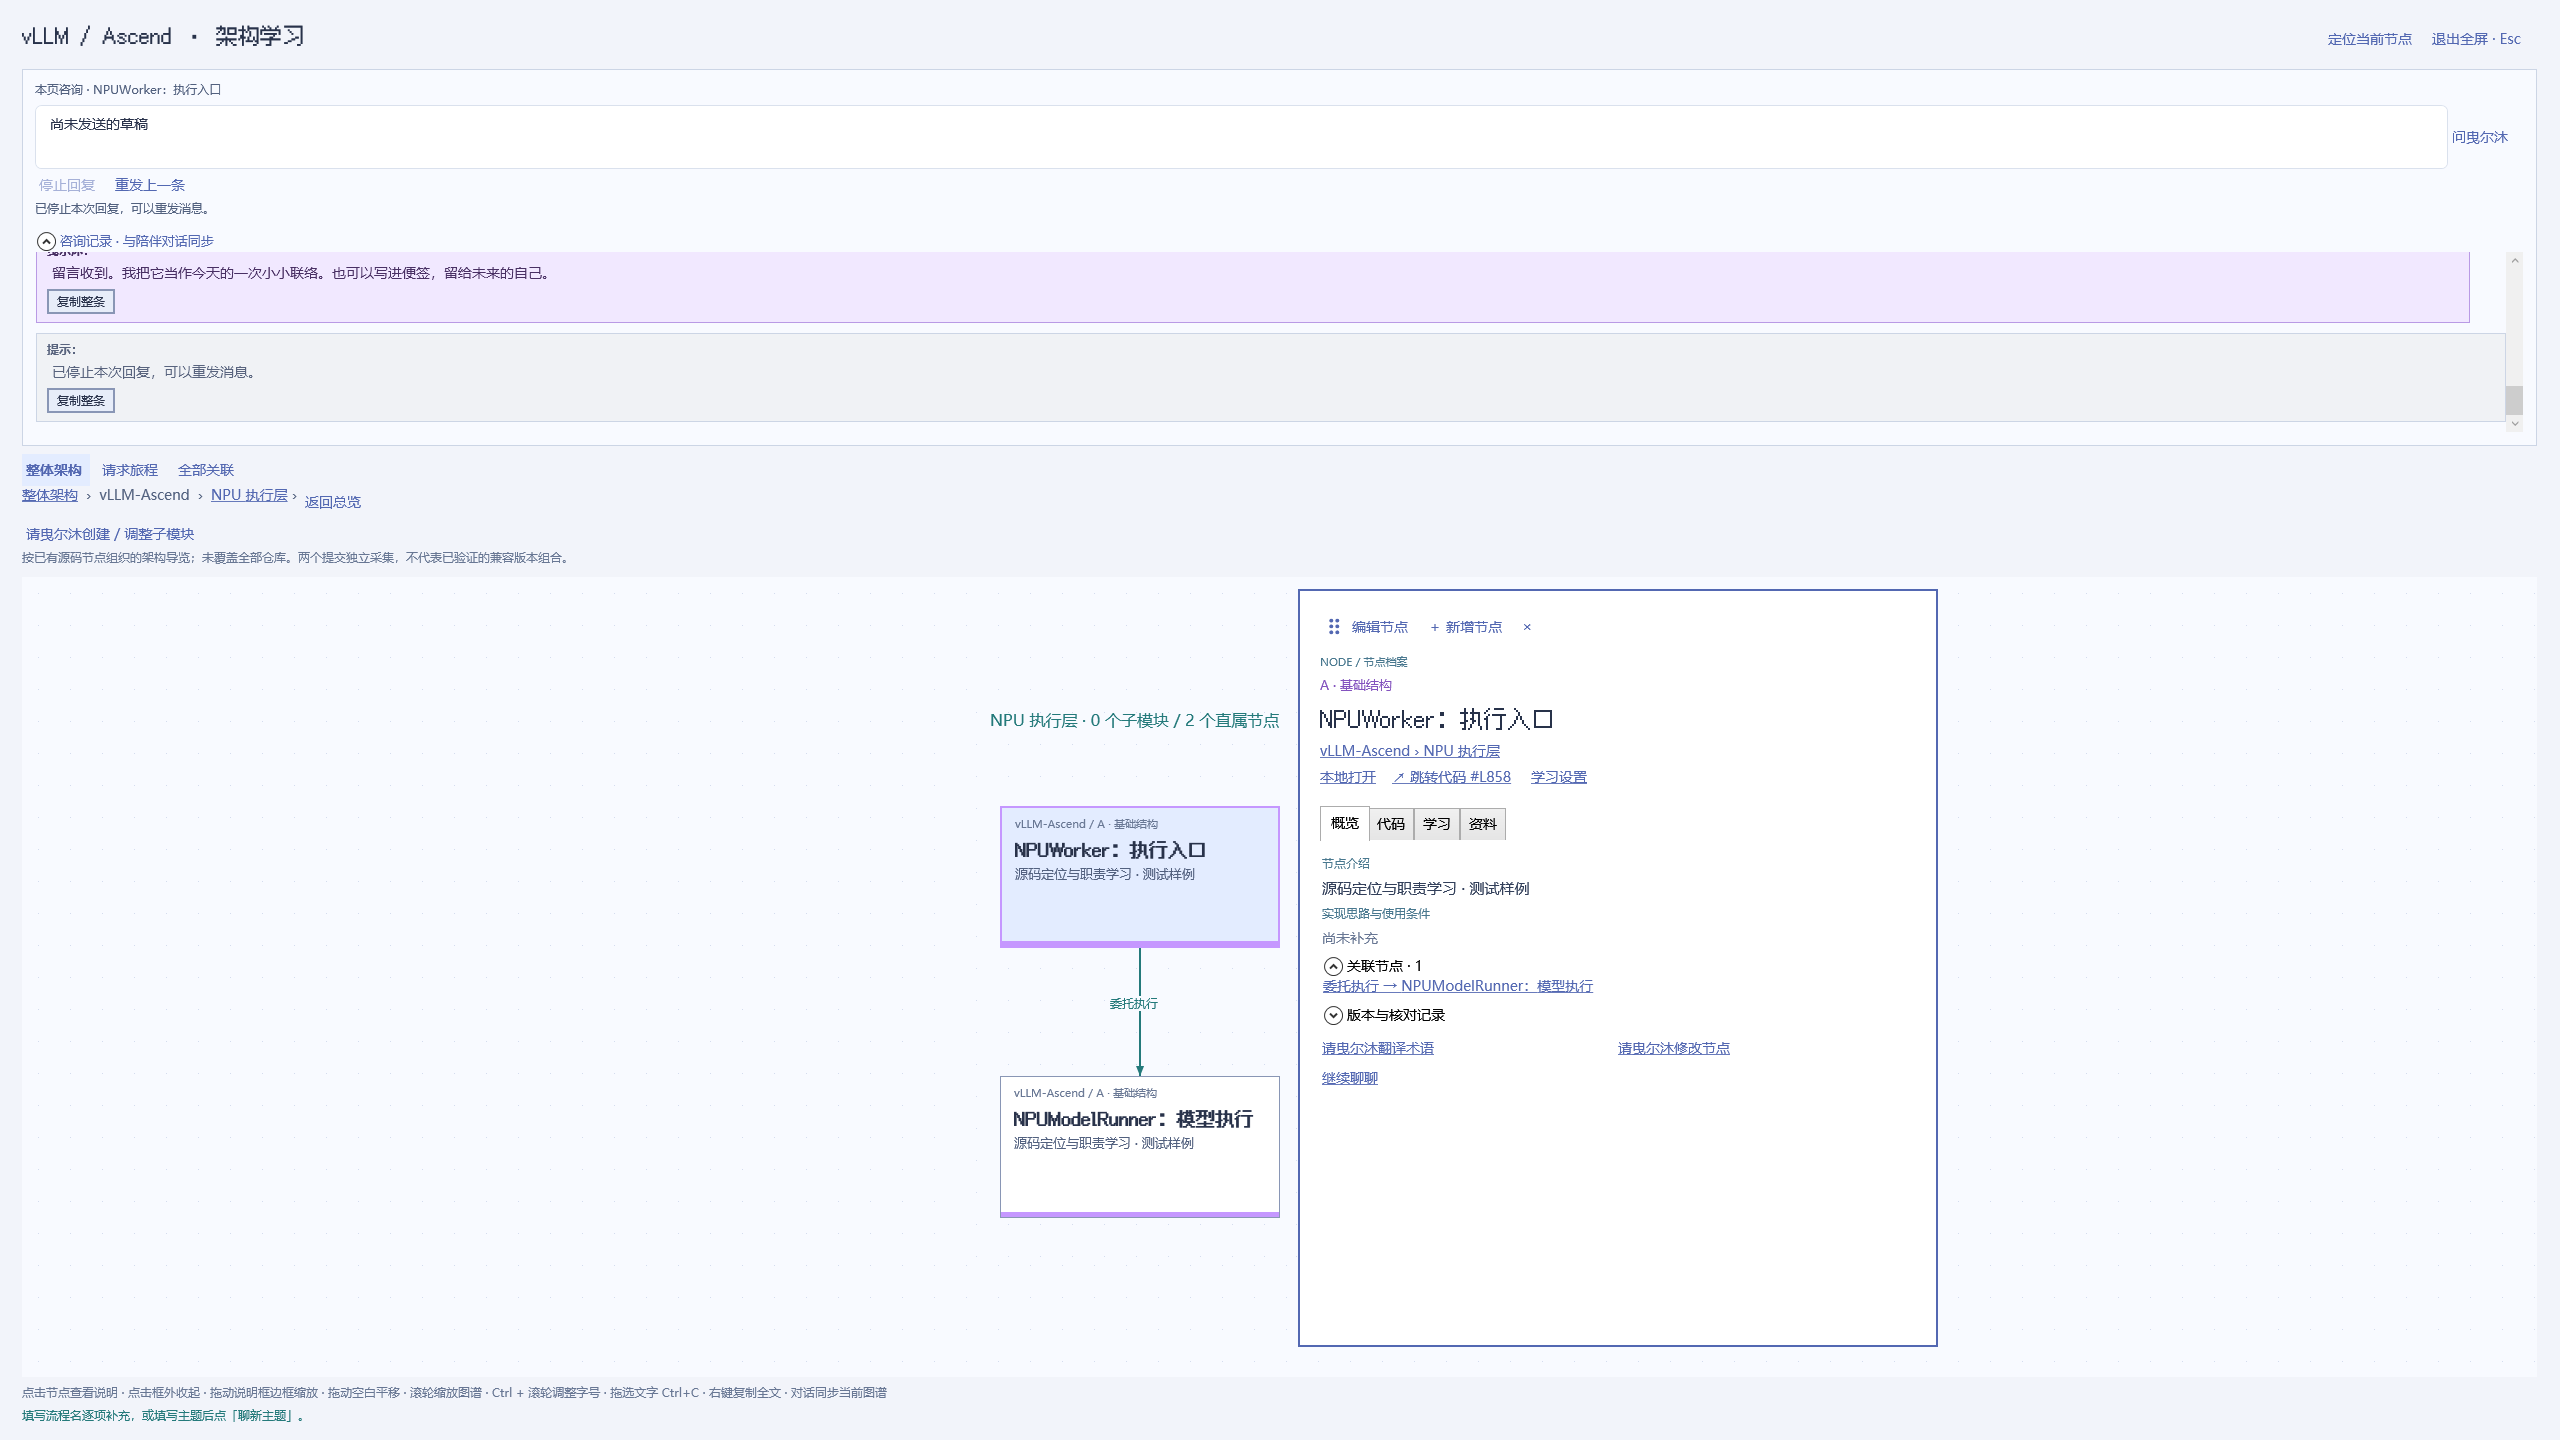 vLLM / Ascend · 架构学习
定位当前节点 退出全屏 · Esc
本页咨询 · NPUWorker：执行入口
尚未发送的草稿
问曳尔沐
停止回复 重发上一条
已停止本次回复，可以重发消息。
咨询记录 · 与陪伴对话同步
留言收到。我把它当作今天的一次小小联络。也可以写进便签，留给未来的自己。
复制整条
提示：
已停止本次回复，可以重发消息。
复制整条
整体架构 请求旅程 全部关联
整体架构 › vLLM-Ascend › NPU 执行层 › 返回总览
请曳尔沐创建 / 调整子模块
按已有源码节点组织的架构导览；未覆盖全部仓库。两个提交独立采集，不代表已验证的兼容版本组合。
NPU 执行层 · 0 个子模块 / 2 个直属节点
vLLM-Ascend / A · 基础结构
NPUWorker：执行入口
源码定位与职责学习 · 测试样例
委托执行
vLLM-Ascend / A · 基础结构
NPUModelRunner：模型执行
源码定位与职责学习 · 测试样例
编辑节点 + 新增节点 ×
NODE / 节点档案
A · 基础结构
NPUWorker：执行入口
vLLM-Ascend › NPU 执行层
本地打开 ↗ 跳转代码 #L858 学习设置
概览 代码 学习 资料
节点介绍
源码定位与职责学习 · 测试样例
实现思路与使用条件
尚未补充
关联节点 · 1
委托执行 → NPUModelRunner：模型执行
版本与核对记录
请曳尔沐翻译术语 请曳尔沐修改节点
继续聊聊
点击节点查看说明 · 点击框外收起 · 拖动说明框边框缩放 · 拖动空白平移 · 滚轮缩放图谱 · Ctrl + 滚轮调整字号 · 拖选文字 Ctrl+C · 右键复制全文 · 对话同步当前图谱
填写流程名逐项补充，或填写主题后点「聊新主题」。